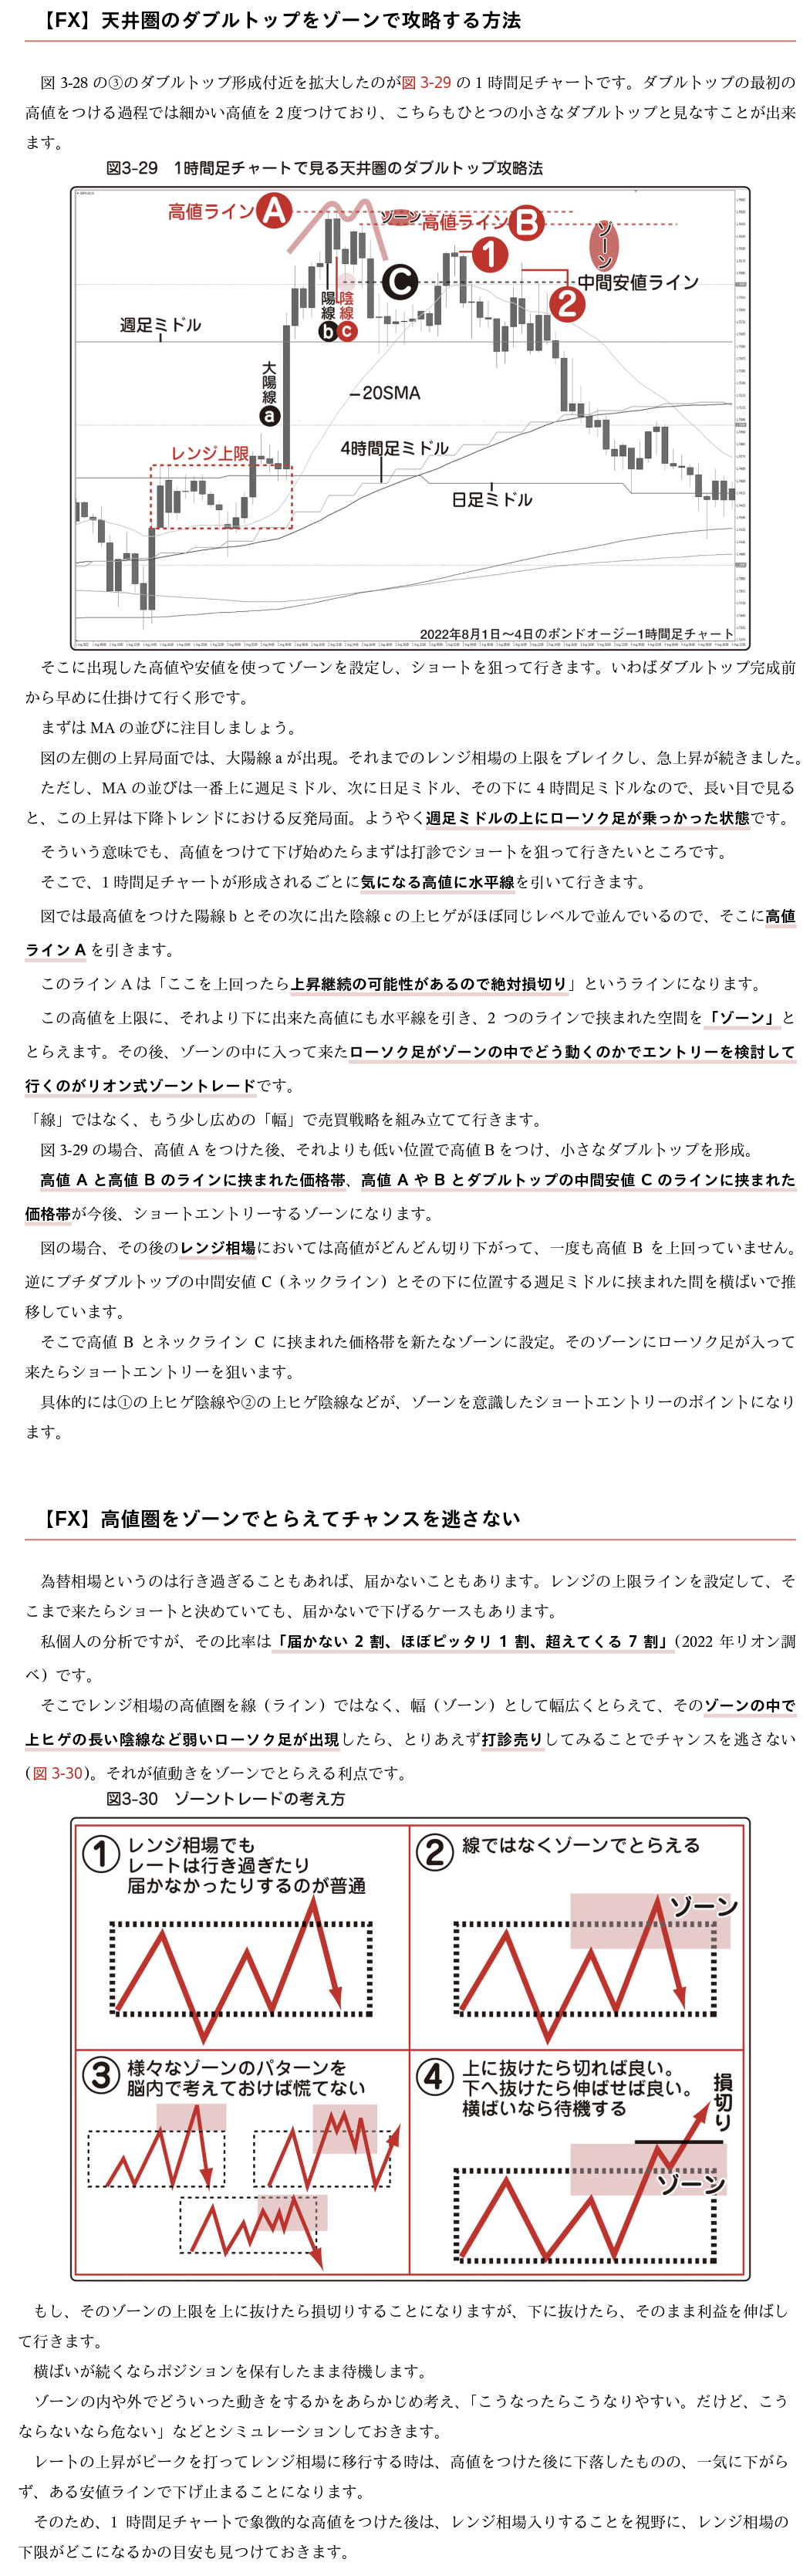 【FX】天井圏のダブルトップをゾーンで攻略する方法
図 3-28 の③のダブルトップ形成付近を拡大したのが図 3-29 の 1 時間足チャートです。ダブルトップの最初の
高値をつける過程では細かい高値を 2 度つけており、こちらもひとつの小さなダブルトップと見なすことが出来
ます。
図3-29 1時間足チャートで見る天井圏のダブルトップ攻略法
高値ライン A
ゾーン
高値ライン B
ゾーン
1
C
中間安値ライン
2
陽線 b
陰線 c
週足ミドル
大陽線 a
20SMA
レンジ上限
4時間足ミドル
日足ミドル
2022年8月1日〜4日のポンドオージー1時間足チャート
そこに出現した高値や安値を使ってゾーンを設定し、ショートを狙って行きます。いわばダブルトップ完成前
から早めに仕掛けて行く形です。
まずは MA の並びに注目しましょう。
図の左側の上昇局面では、大陽線 a が出現。それまでのレンジ相場の上限をブレイクし、急上昇が続きました。
ただし、MA の並びは一番上に週足ミドル、次に日足ミドル、その下に 4 時間足ミドルなので、長い目で見る
と、この上昇は下降トレンドにおける反発局面。ようやく週足ミドルの上にローソク足が乗っかった状態です。
そういう意味でも、高値をつけて下げ始めたらまずは打診でショートを狙って行きたいところです。
そこで、1 時間足チャートが形成されるごとに気になる高値に水平線を引いて行きます。
図では最高値をつけた陽線 b とその次に出た陰線 c の上ヒゲがほぼ同じレベルで並んでいるので、そこに高値
ライン A を引きます。
このライン A は「ここを上回ったら上昇継続の可能性があるので絶対損切り」というラインになります。
この高値を上限に、それより下に出来た高値にも水平線を引き、2 つのラインで挟まれた空間を「ゾーン」と
とらえます。その後、ゾーンの中に入って来たローソク足がゾーンの中でどう動くのかでエントリーを検討して
行くのがリオン式ゾーントレードです。
「線」ではなく、もう少し広めの「幅」で売買戦略を組み立てて行きます。
図 3-29 の場合、高値 A をつけた後、それよりも低い位置で高値 B をつけ、小さなダブルトップを形成。
高値 A と高値 B のラインに挟まれた価格帯、高値 A や B とダブルトップの中間安値 C のラインに挟まれた
価格帯が今後、ショートエントリーするゾーンになります。
図の場合、その後のレンジ相場においては高値がどんどん切り下がって、一度も高値 B を上回っていません。
逆にプチダブルトップの中間安値 C（ネックライン）とその下に位置する週足ミドルに挟まれた間を横ばいで推
移しています。
そこで高値 B とネックライン C に挟まれた価格帯を新たなゾーンに設定。そのゾーンにローソク足が入って
来たらショートエントリーを狙います。
具体的には①の上ヒゲ陰線や②の上ヒゲ陰線などが、ゾーンを意識したショートエントリーのポイントになり
ます。
【FX】高値圏をゾーンでとらえてチャンスを逃さない
為替相場というのは行き過ぎることもあれば、届かないこともあります。レンジの上限ラインを設定して、そ
こまで来たらショートと決めていても、届かないで下げるケースもあります。
私個人の分析ですが、その比率は「届かない 2 割、ほぼピッタリ 1 割、超えてくる 7 割」（2022 年リオン調
べ）です。
そこでレンジ相場の高値圏を線（ライン）ではなく、幅（ゾーン）として幅広くとらえて、そのゾーンの中で
上ヒゲの長い陰線など弱いローソク足が出現したら、とりあえず打診売りしてみることでチャンスを逃さない
（図 3-30）。それが値動きをゾーンでとらえる利点です。
図3-30 ゾーントレードの考え方
① レンジ相場でも
レートは行き過ぎたり
届かなかったりするのが普通
② 線ではなくゾーンでとらえる
ゾーン
③ 様々なゾーンのパターンを
脳内で考えておけば慌てない
④ 上に抜けたら切れば良い。
下へ抜けたら伸ばせば良い。
横ばいなら待機する
損切り
ゾーン
もし、そのゾーンの上限を上に抜けたら損切りすることになりますが、下に抜けたら、そのまま利益を伸ばし
て行きます。
横ばいが続くならポジションを保有したまま待機します。
ゾーンの内や外でどういった動きをするかをあらかじめ考え、「こうなったらこうなりやすい。だけど、こう
ならないなら危ない」などとシミュレーションしておきます。
レートの上昇がピークを打ってレンジ相場に移行する時は、高値をつけた後に下落したものの、一気に下がら
ず、ある安値ラインで下げ止まることになります。
そのため、1 時間足チャートで象徴的な高値をつけた後は、レンジ相場入りすることを視野に、レンジ相場の
下限がどこになるかの目安も見つけておきます。